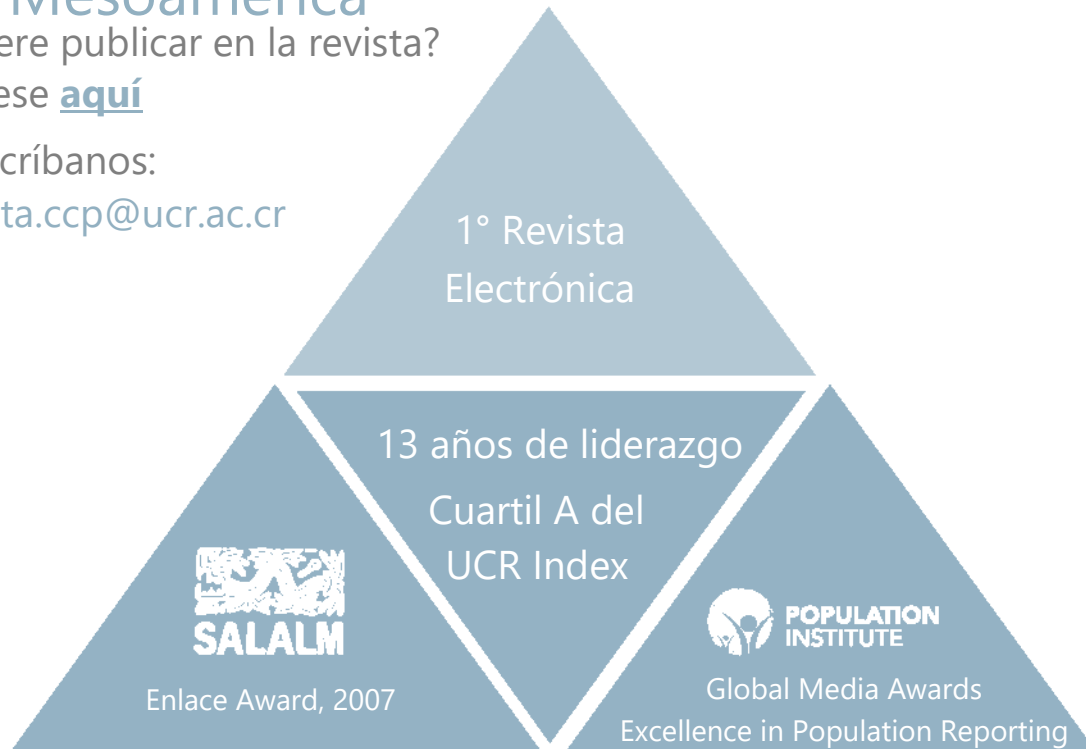 Mesoamérica
ere publicar en la revista?
ese aquí
críbanos:
ta.ccp@ucr.ac.cr
1° Revista
Electrónica
13 años de liderazgo
Cuartil A del
UCR Index
SALALM
Enlace Award, 2007
POPULATION
INSTITUTE
Global Media Awards
Excellence in Population Reporting